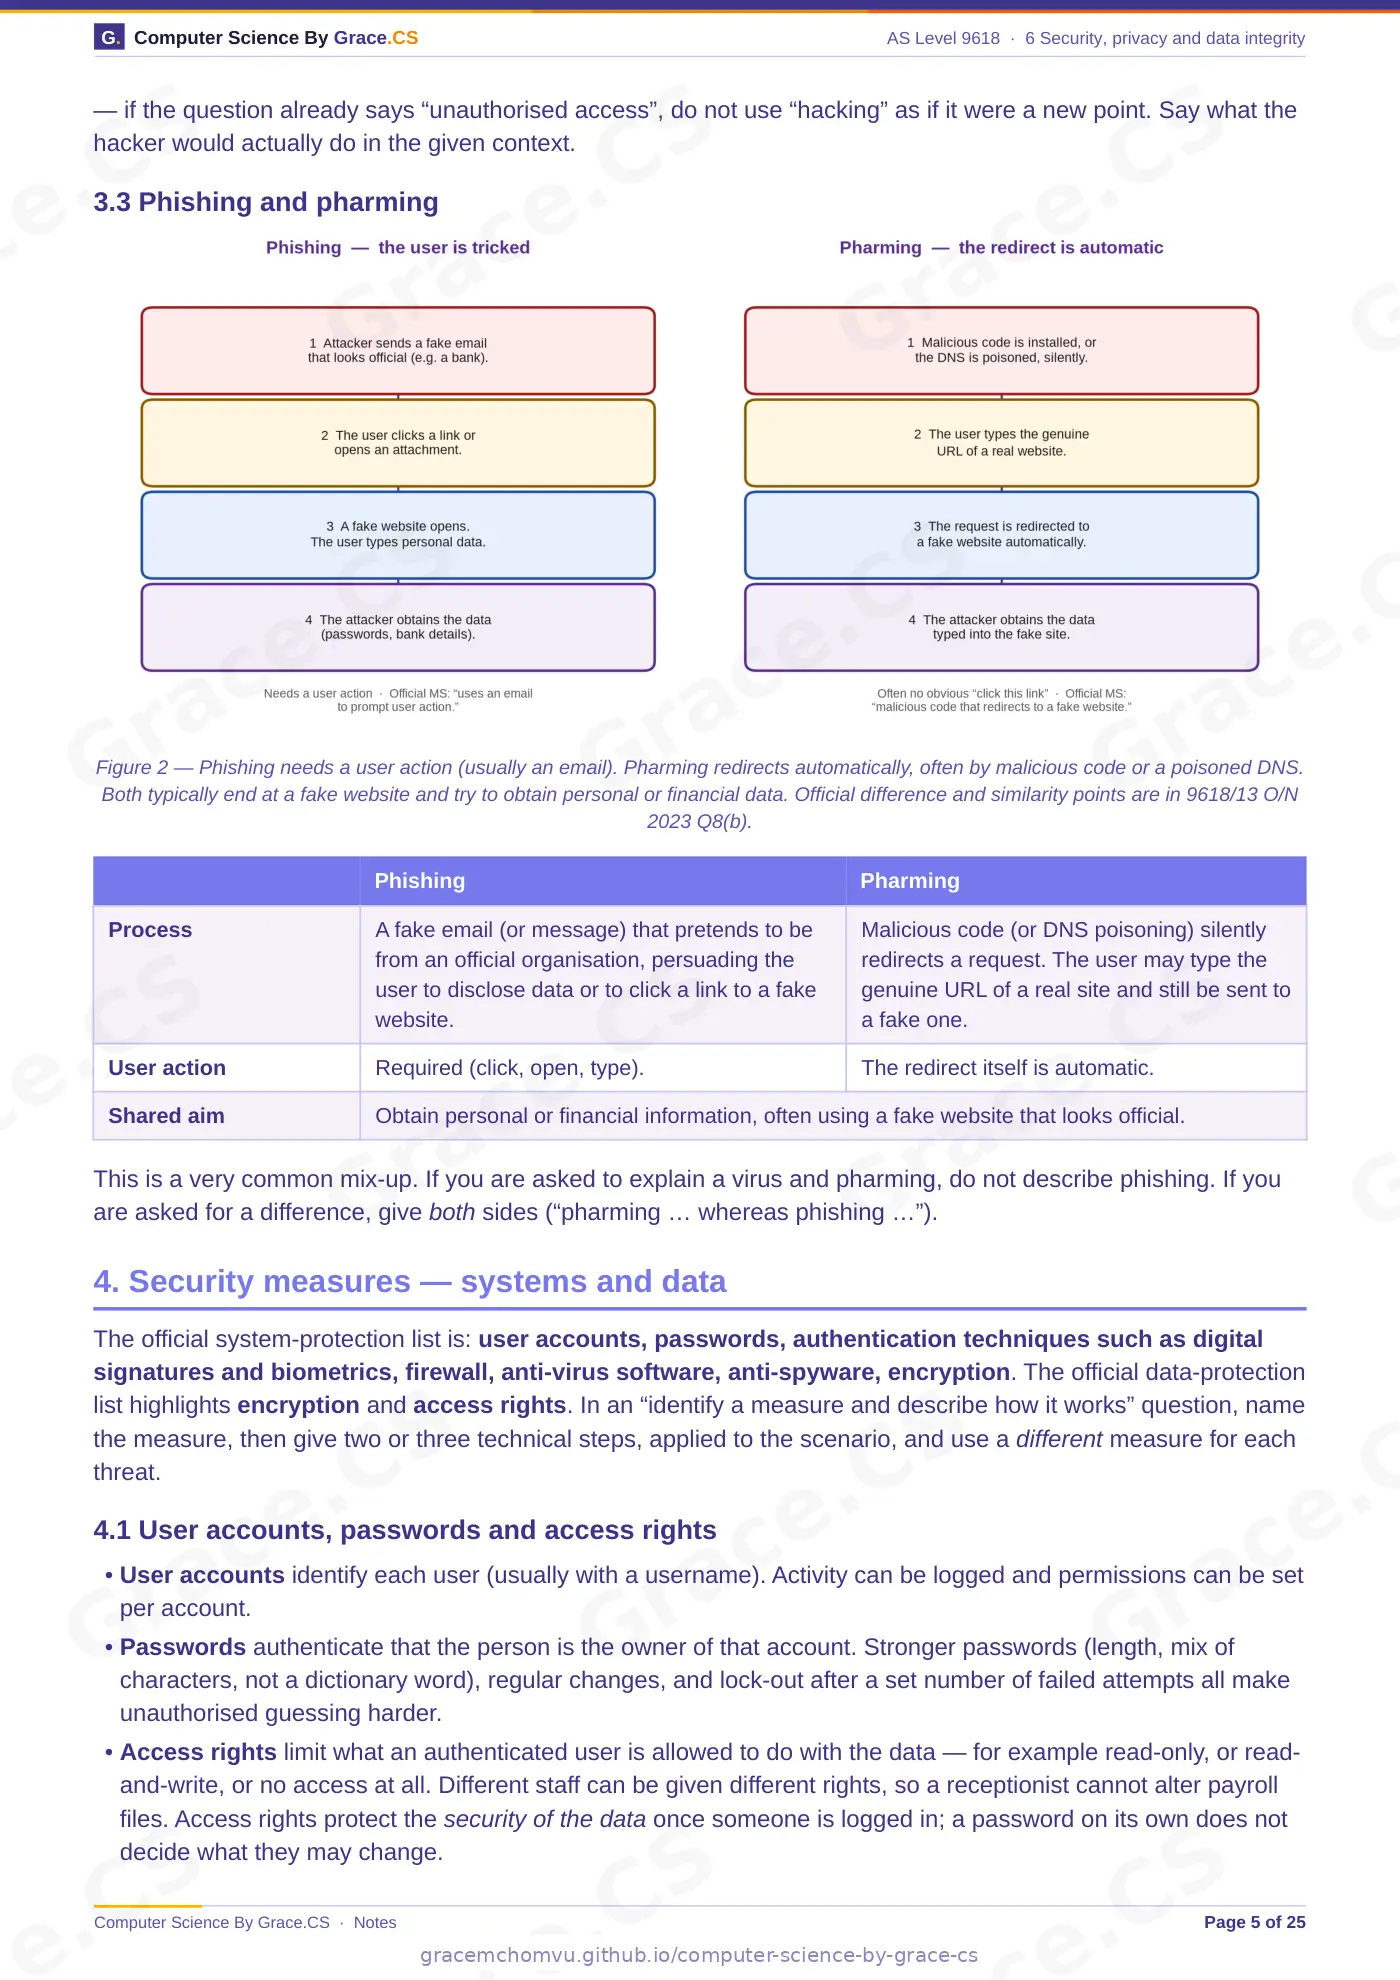 G. Computer Science By Grace.CS
AS Level 9618 · 6 Security, privacy and data integrity
— if the question already says “unauthorised access”, do not use “hacking” as if it were a new point. Say what the
hacker would actually do in the given context.
3.3 Phishing and pharming
Phishing — the user is tricked
1 Attacker sends a fake email
that looks official (e.g. a bank).
2 The user clicks a link or
opens an attachment.
3 A fake website opens.
The user types personal data.
4 The attacker obtains the data
(passwords, bank details).
Needs a user action · Official MS: “uses an email
to prompt user action.”
Pharming — the redirect is automatic
1 Malicious code is installed, or
the DNS is poisoned, silently.
2 The user types the genuine
URL of a real website.
3 The request is redirected to
a fake website automatically.
4 The attacker obtains the data
typed into the fake site.
Often no obvious “click this link” · Official MS:
“malicious code that redirects to a fake website.”
Figure 2 — Phishing needs a user action (usually an email). Pharming redirects automatically, often by malicious code or a poisoned DNS.
Both typically end at a fake website and try to obtain personal or financial data. Official difference and similarity points are in 9618/13 O/N
2023 Q8(b).
Phishing
Pharming
Process
A fake email (or message) that pretends to be
from an official organisation, persuading the
user to disclose data or to click a link to a fake
website.
Malicious code (or DNS poisoning) silently
redirects a request. The user may type the
genuine URL of a real site and still be sent to
a fake one.
User action
Required (click, open, type).
The redirect itself is automatic.
Shared aim
Obtain personal or financial information, often using a fake website that looks official.
This is a very common mix-up. If you are asked to explain a virus and pharming, do not describe phishing. If you
are asked for a difference, give both sides (“pharming … whereas phishing …”).
4. Security measures — systems and data
The official system-protection list is: user accounts, passwords, authentication techniques such as digital
signatures and biometrics, firewall, anti-virus software, anti-spyware, encryption. The official data-protection
list highlights encryption and access rights. In an “identify a measure and describe how it works” question, name
the measure, then give two or three technical steps, applied to the scenario, and use a different measure for each
threat.
4.1 User accounts, passwords and access rights
• User accounts identify each user (usually with a username). Activity can be logged and permissions can be set
per account.
• Passwords authenticate that the person is the owner of that account. Stronger passwords (length, mix of
characters, not a dictionary word), regular changes, and lock-out after a set number of failed attempts all make
unauthorised guessing harder.
• Access rights limit what an authenticated user is allowed to do with the data — for example read-only, or read-
and-write, or no access at all. Different staff can be given different rights, so a receptionist cannot alter payroll
files. Access rights protect the security of the data once someone is logged in; a password on its own does not
decide what they may change.
Computer Science By Grace.CS · Notes
Page 5 of 25
gracemchomvu.github.io/computer-science-by-grace-cs